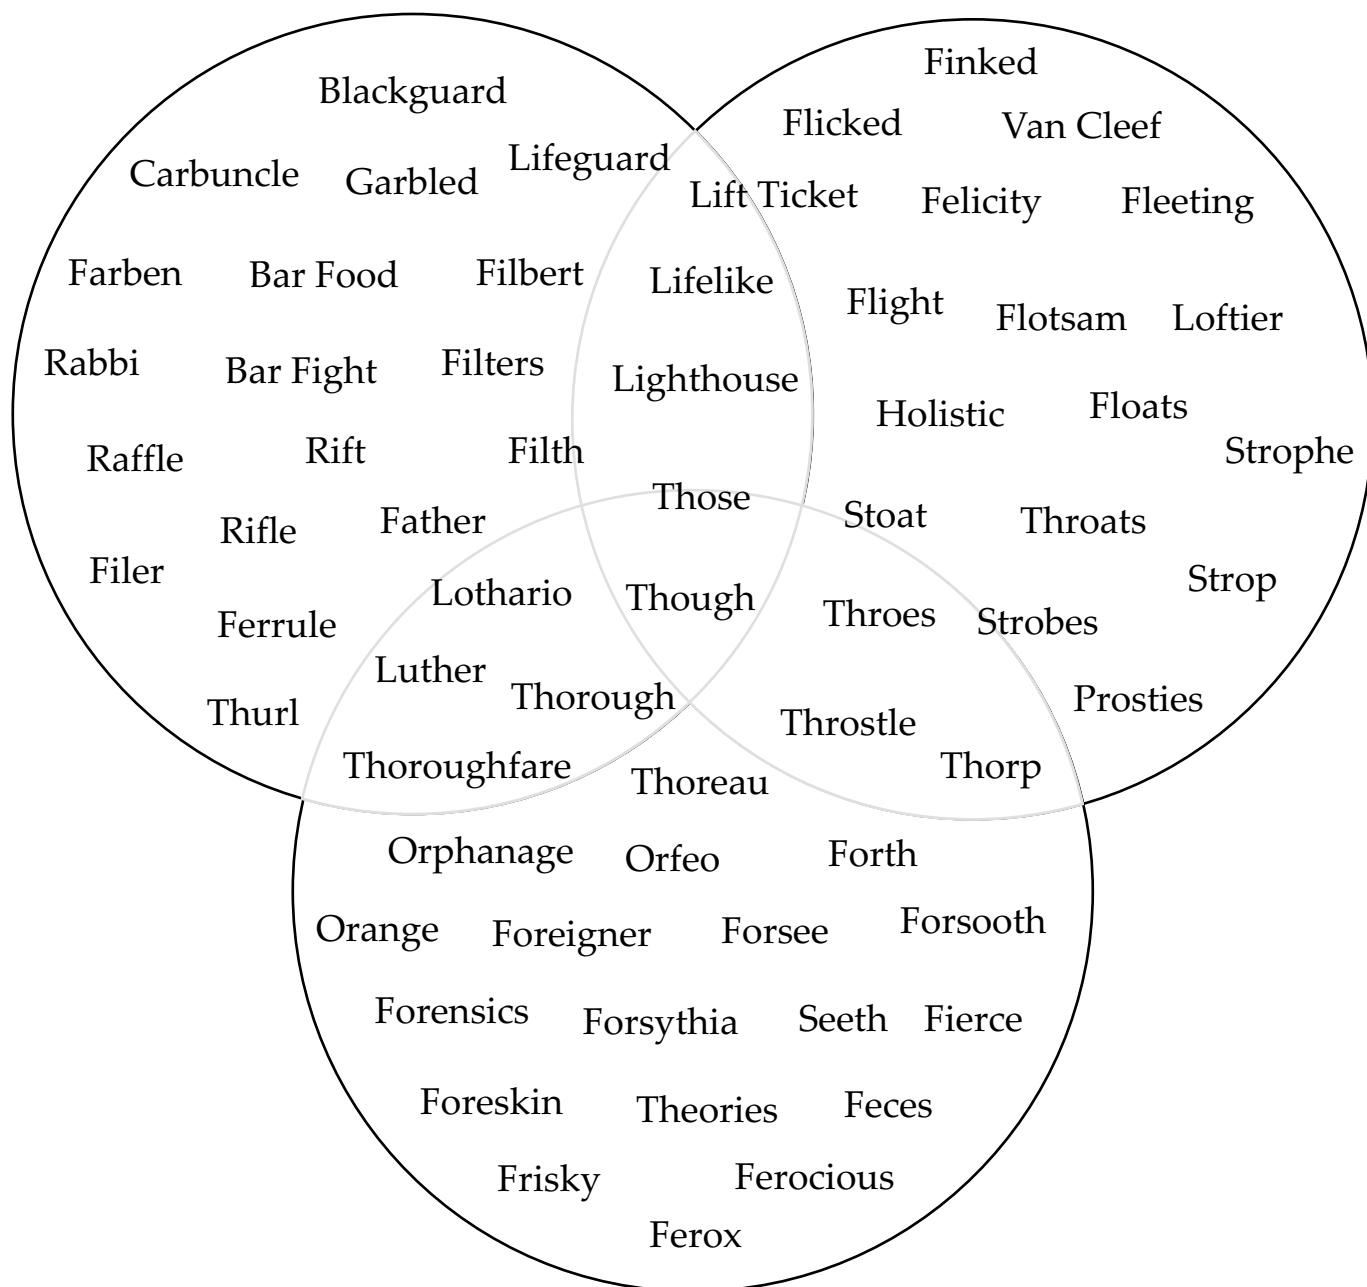 Finked
Blackguard
Flicked
Van Cleef
Lifeguard
Carbuncle
Garbled
Lift Ticket
Felicity
Fleeting
Farben
Bar Food
Filbert
Lifelike
Flight
Flotsam
Loftier
Rabbi
Bar Fight
Filters
Lighthouse
Holistic
Floats
Raffle
Rift
Filth
Strophe
Those
Rifle
Father
Stoat
Throats
Filer
Strop
Lothario
Though
Ferrule
Throes
Strobes
Luther
Thorough
Prosties
Thurl
Throstle
Thoroughfare
Thoreau
Thorp
Orphanage
Orfeo
Forth
Orange
Foreigner
Forsee
Forsooth
Forensics
Forsythia
Seeth
Fierce
Foreskin
Theories
Feces
Frisky
Ferocious
Ferox